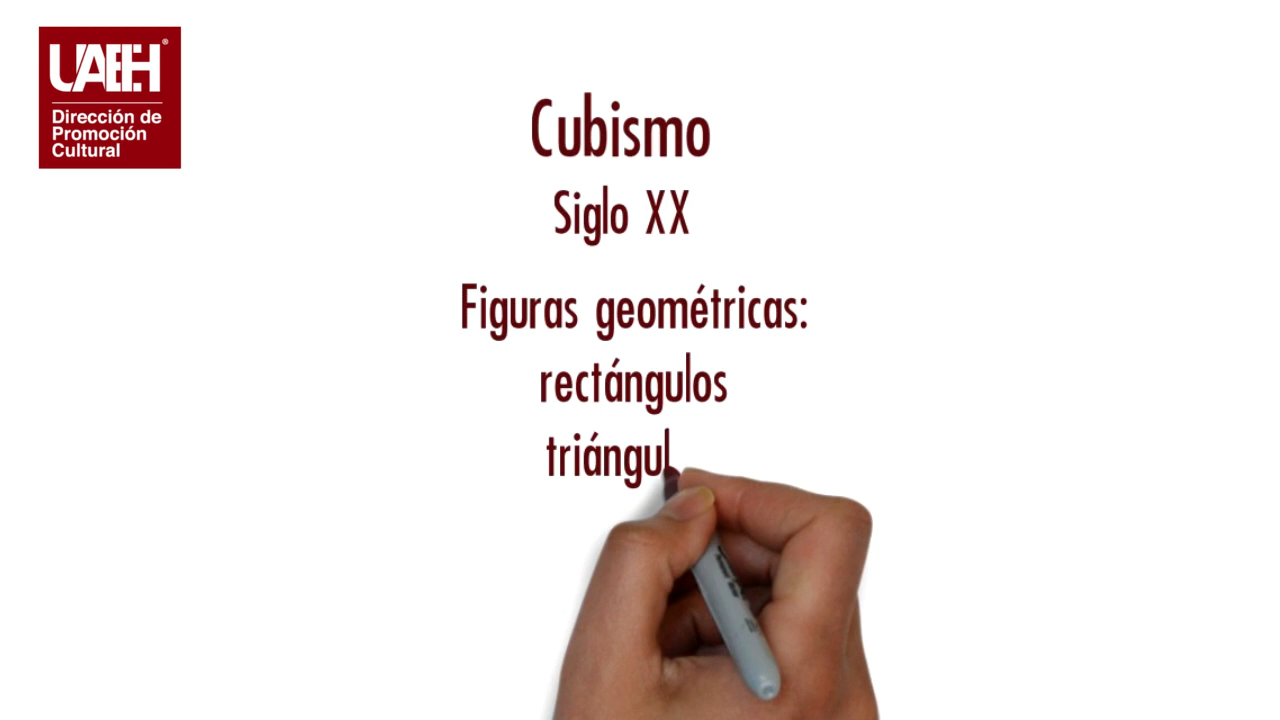 UAEH®
Dirección de
Promoción
Cultural
Cubismo
Siglo XX
Figuras geométricas:
rectángulos
triángul